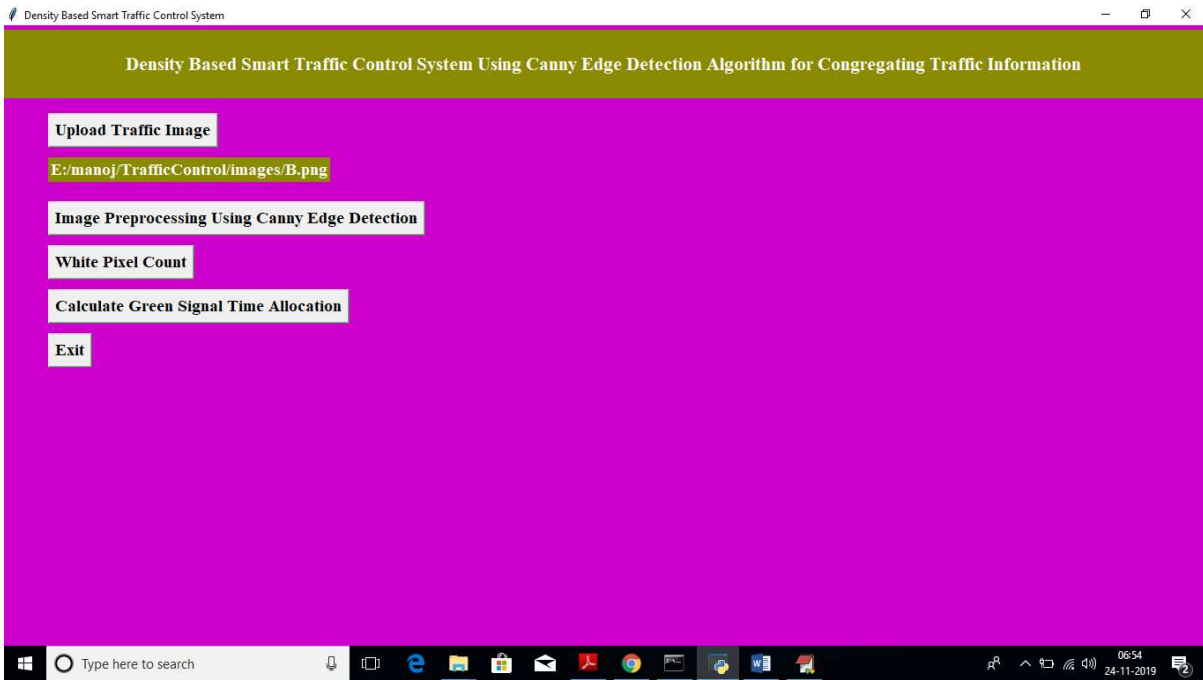 Density Based Smart Traffic Control System
Density Based Smart Traffic Control System Using Canny Edge Detection Algorithm for Congregating Traffic Information
Upload Traffic Image
E:/manoj/TrafficControl/images/B.png
Image Preprocessing Using Canny Edge Detection
White Pixel Count
Calculate Green Signal Time Allocation
Exit
Type here to search
06:54
24-11-2019
2